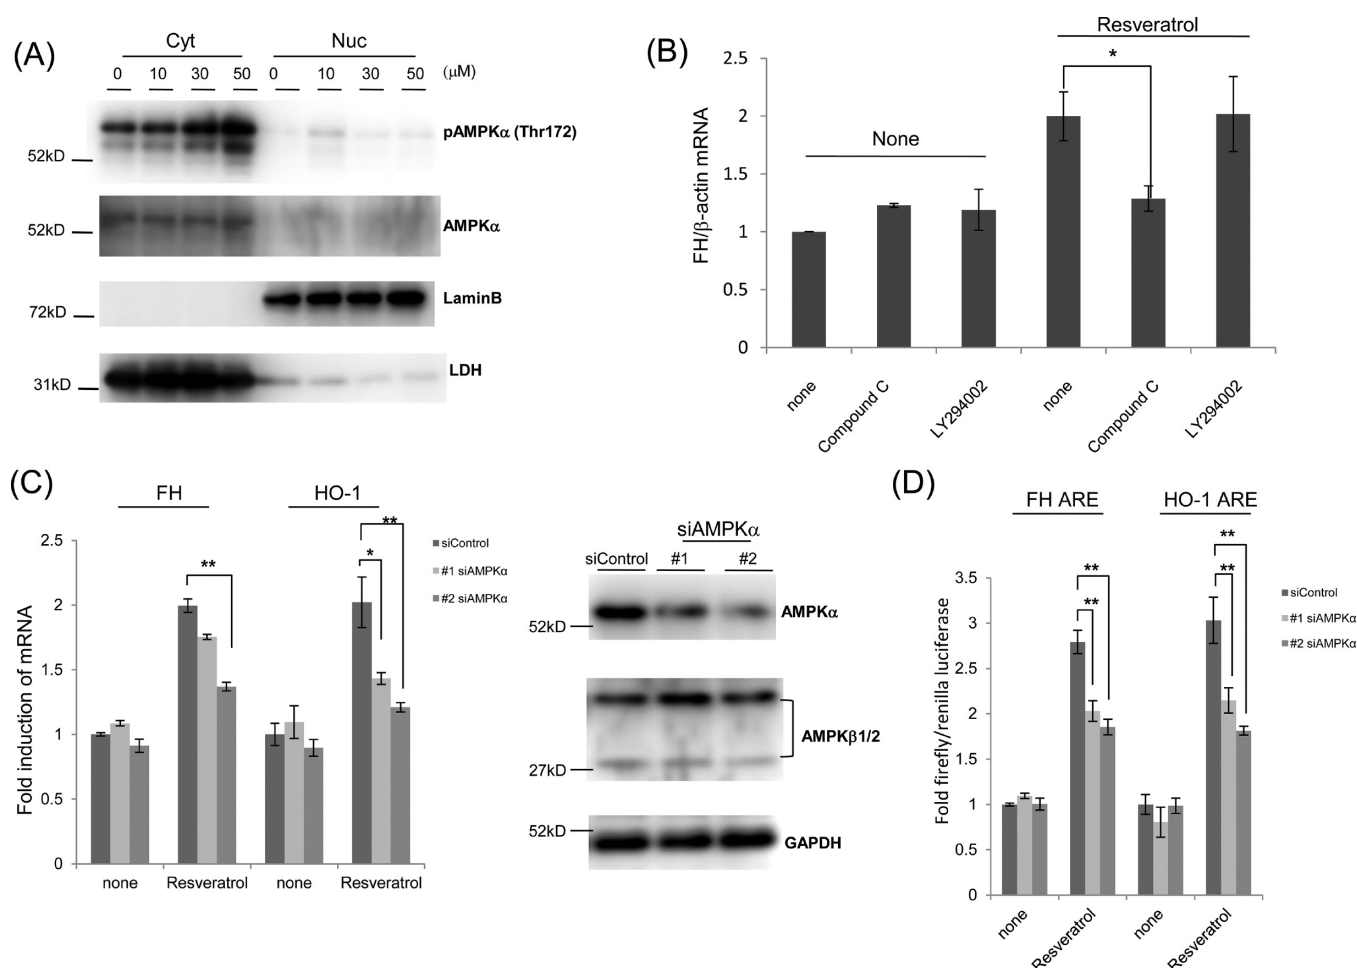 (A)
Cyt Nuc
0 10 30 50 0 10 30 50 (μM)
pAMPKα (Thr172)
52kD
AMPKα
52kD
LaminB
72kD
LDH
31kD
(B)
Resveratrol
*
None
FH/β-actin mRNA
2.5
2
1.5
1
0.5
0
none
Compound C
LY294002
none
Compound C
LY294002
(C)
FH HO-1
Fold induction of mRNA
2.5
2
1.5
1
0.5
0
**
*
**
siControl
#1 siAMPKα
#2 siAMPKα
none Resveratrol none Resveratrol
siAMPKα
siControl #1 #2
AMPKα
52kD
AMPKβ1/2
27kD
52kD
GAPDH
(D)
FH ARE HO-1 ARE
Fold firefly/renilla luciferase
3.5
3
2.5
2
1.5
1
0.5
0
**
**
**
**
siControl
#1 siAMPKα
#2 siAMPKα
none
Resveratrol
none
Resveratrol